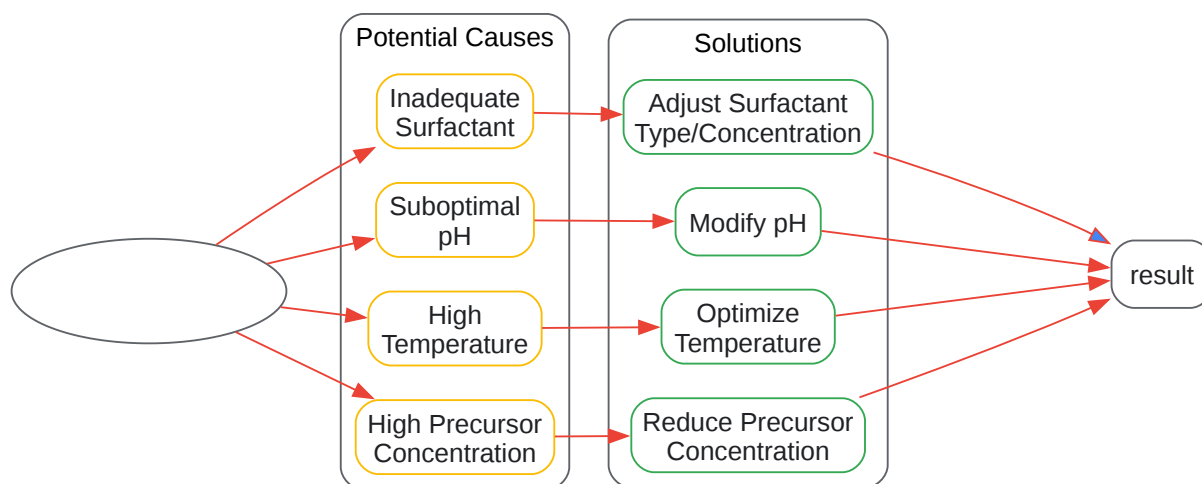 Potential Causes
Inadequate
Surfactant
Suboptimal
pH
High
Temperature
High Precursor
Concentration
Solutions
Adjust Surfactant
Type/Concentration
Modify pH
Optimize
Temperature
Reduce Precursor
Concentration
result